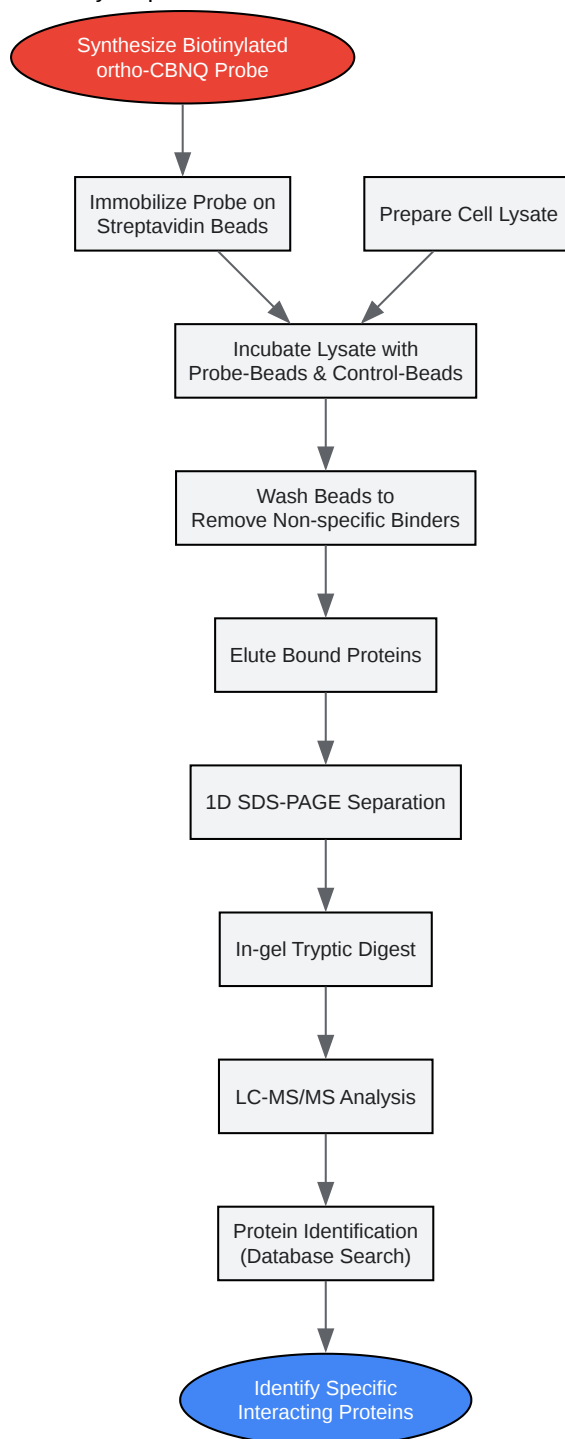 Synthesize Biotinylated
ortho-CBNQ Probe
Immobilize Probe on
Streptavidin Beads
Prepare Cell Lysate
Incubate Lysate with
Probe-Beads & Control-Beads
Wash Beads to
Remove Non-specific Binders
Elute Bound Proteins
1D SDS-PAGE Separation
In-gel Tryptic Digest
LC-MS/MS Analysis
Protein Identification
(Database Search)
Identify Specific
Interacting Proteins